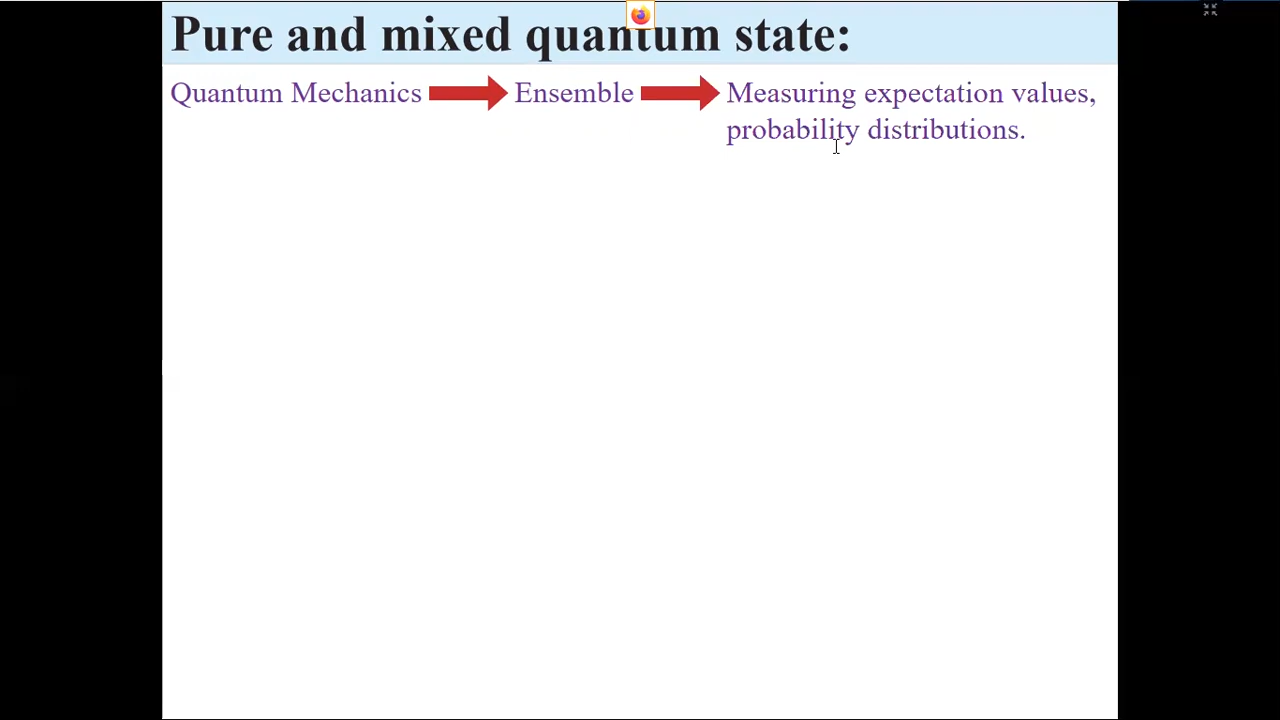 Pure and mixed quantum state:
Quantum Mechanics Ensemble Measuring expectation values,
probability distributions.